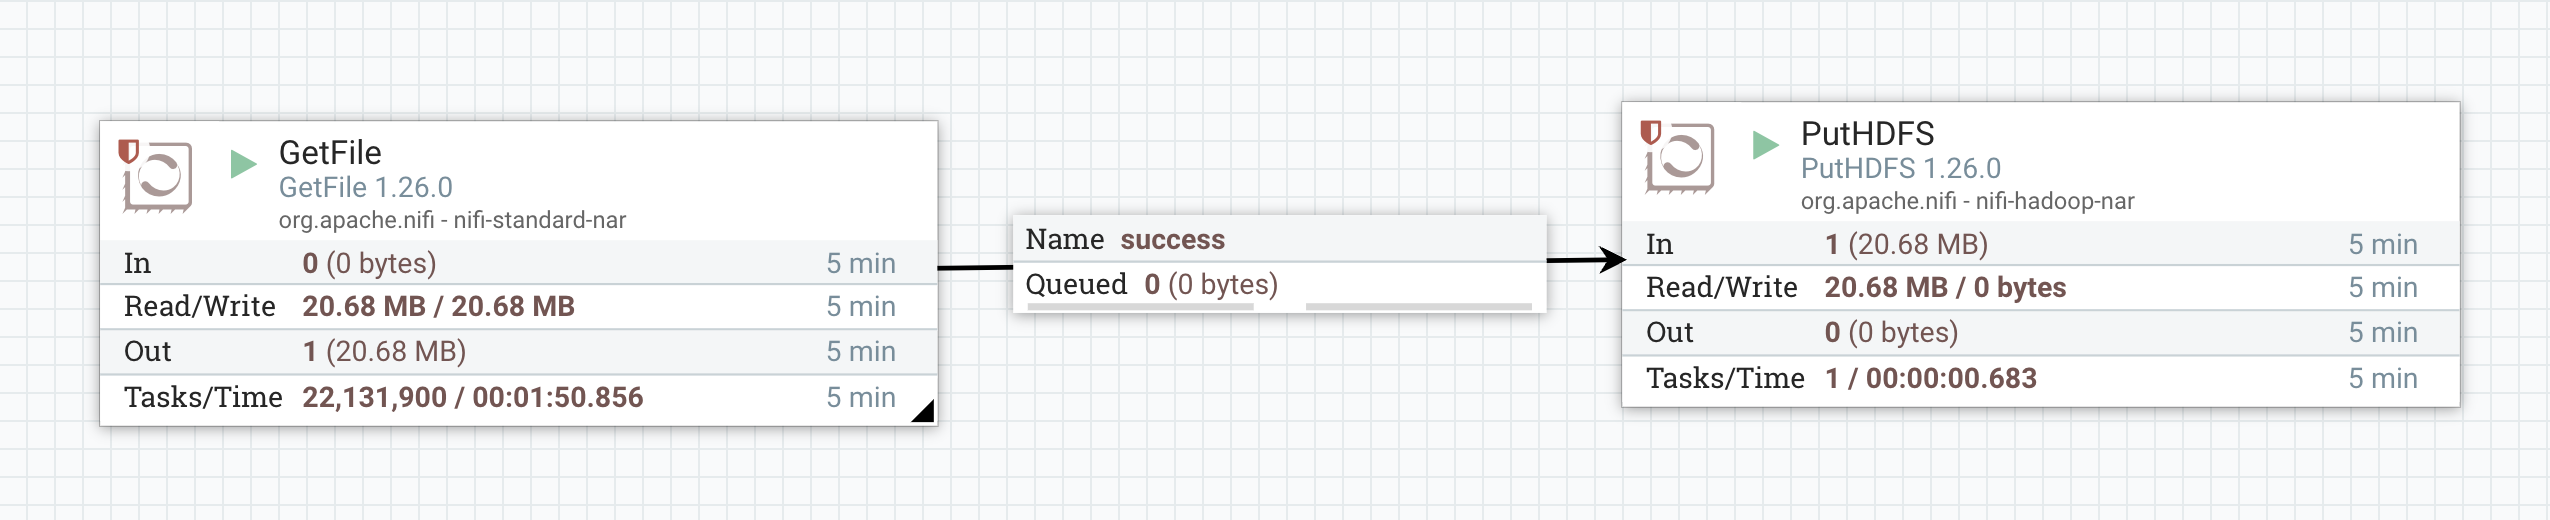 GetFile
GetFile 1.26.0
org.apache.nifi - nifi-standard-nar
In 0 (0 bytes) 5 min
Read/Write 20.68 MB / 20.68 MB 5 min
Out 1 (20.68 MB) 5 min
Tasks/Time 22,131,900 / 00:01:50.856 5 min
Name success
Queued 0 (0 bytes)
PutHDFS
PutHDFS 1.26.0
org.apache.nifi - nifi-hadoop-nar
In 1 (20.68 MB) 5 min
Read/Write 20.68 MB / 0 bytes 5 min
Out 0 (0 bytes) 5 min
Tasks/Time 1 / 00:00:00.683 5 min